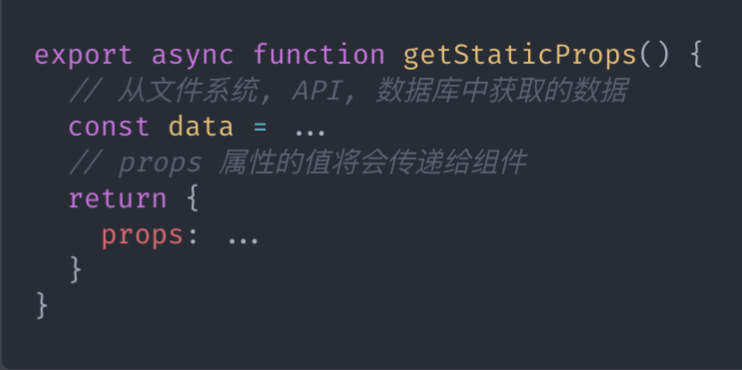 export async function getStaticProps() {
// 从文件系统, API, 数据库中获取的数据
const data = ...
// props 属性的值将会传递给组件
return {
props: ...
}
}